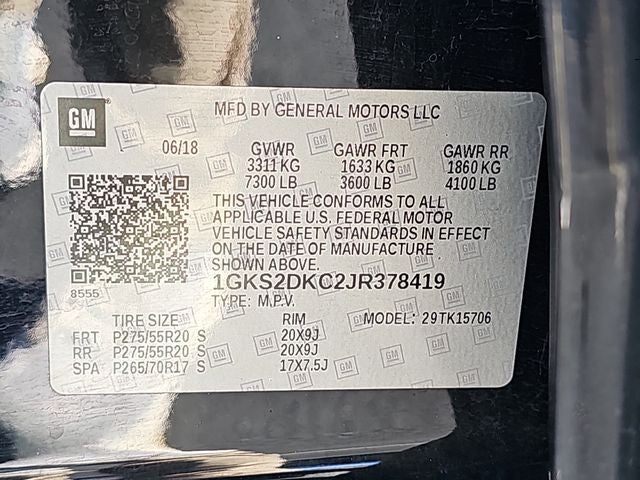 GM
MFD BY GENERAL MOTORS LLC
06/18 GVWR GAWR FRT GAWR RR
3311 KG 1633 KG 1860 KG
7300 LB 3600 LB 4100 LB
THIS VEHICLE CONFORMS TO ALL
APPLICABLE U.S. FEDERAL MOTOR
VEHICLE SAFETY STANDARDS IN EFFECT
ON THE DATE OF MANUFACTURE
SHOWN ABOVE.
8555
1GKS2DKC2JR378419
TYPE: M.P.V.
TIRE SIZE RIM MODEL: 29TK15706
FRT P275/55R20 S 20X9J
RR P275/55R20 S 20X9J
SPA P265/70R17 S 17X7.5J